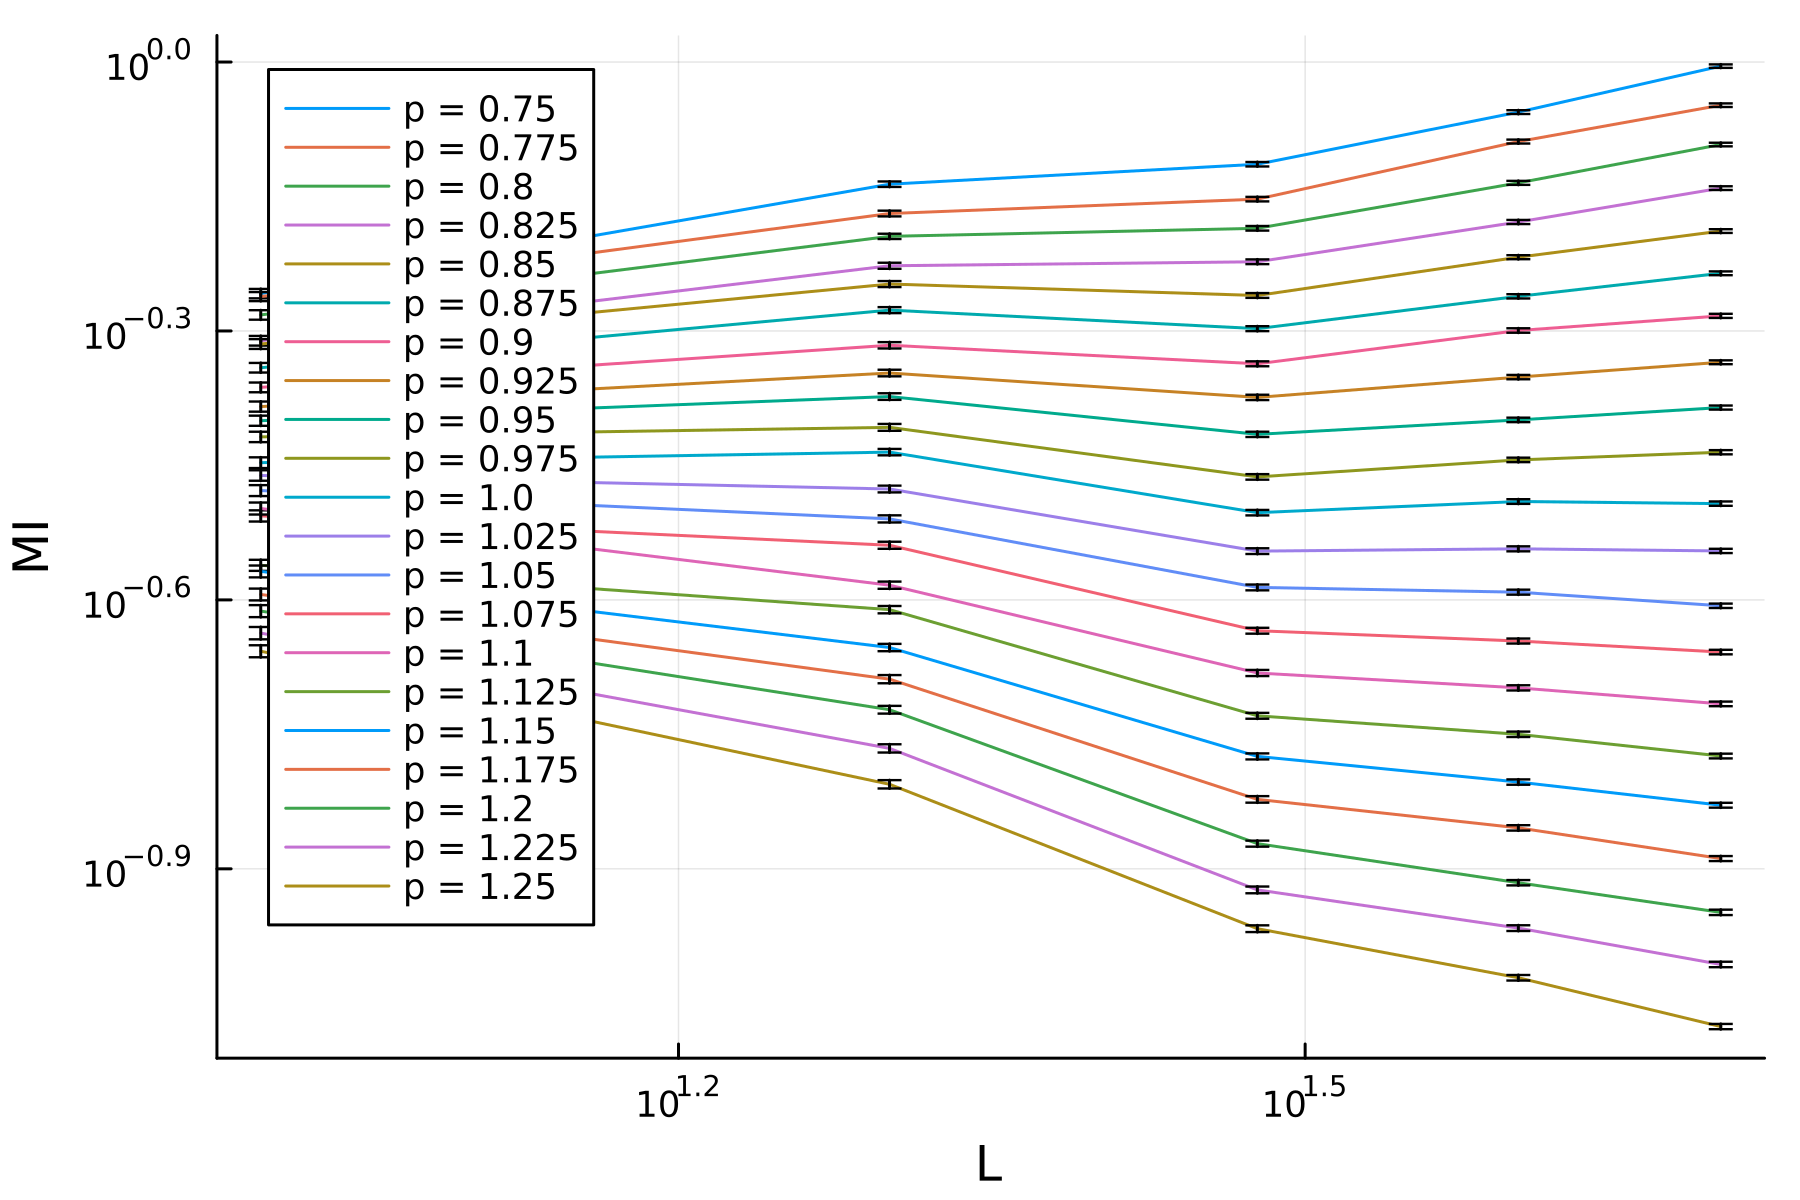 MI
10^0.0
10^−0.3
10^−0.6
10^−0.9
p = 0.75
p = 0.775
p = 0.8
p = 0.825
p = 0.85
p = 0.875
p = 0.9
p = 0.925
p = 0.95
p = 0.975
p = 1.0
p = 1.025
p = 1.05
p = 1.075
p = 1.1
p = 1.125
p = 1.15
p = 1.175
p = 1.2
p = 1.225
p = 1.25
10^1.2 10^1.5
L